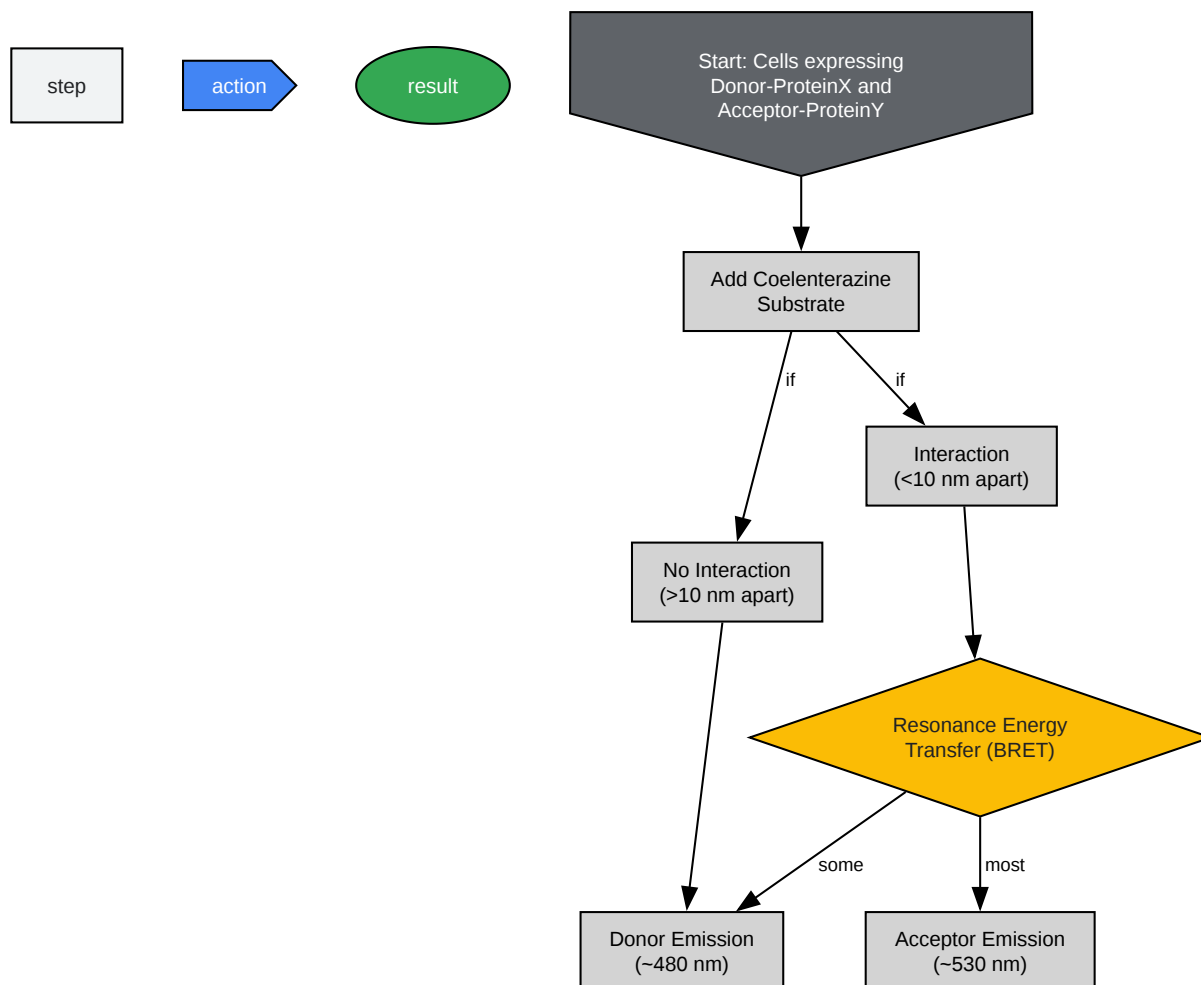 step
action
result
Start: Cells expressing
Donor-ProteinX and
Acceptor-ProteinY
Add Coelenterazine
Substrate
if
if
Interaction
(<10 nm apart)
No Interaction
(>10 nm apart)
Resonance Energy
Transfer (BRET)
some
most
Donor Emission
(~480 nm)
Acceptor Emission
(~530 nm)